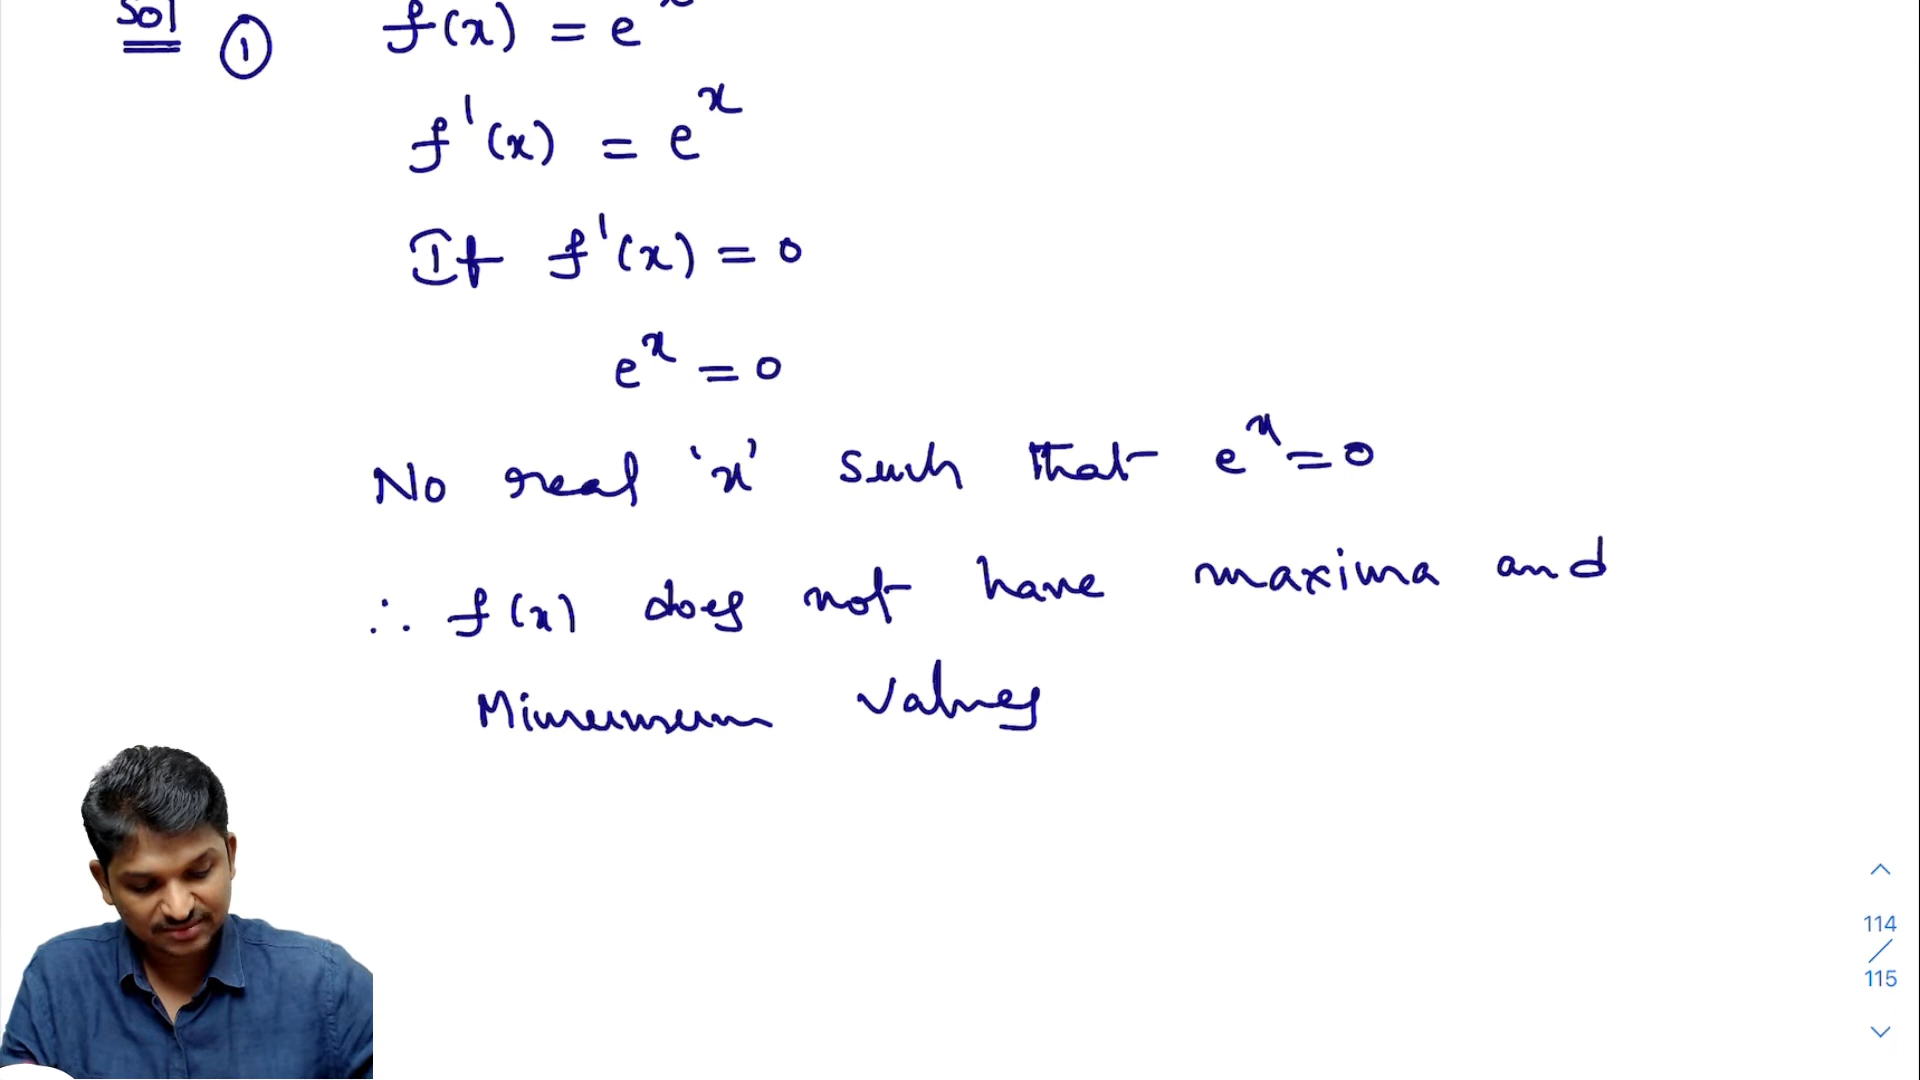 Sol ① f(x) = e^x
f'(x) = e^x
If f'(x) = 0
e^x = 0
No real 'x' such that e^x = 0
∴ f(x) does not have maxima and
Minimum values
114
/
115